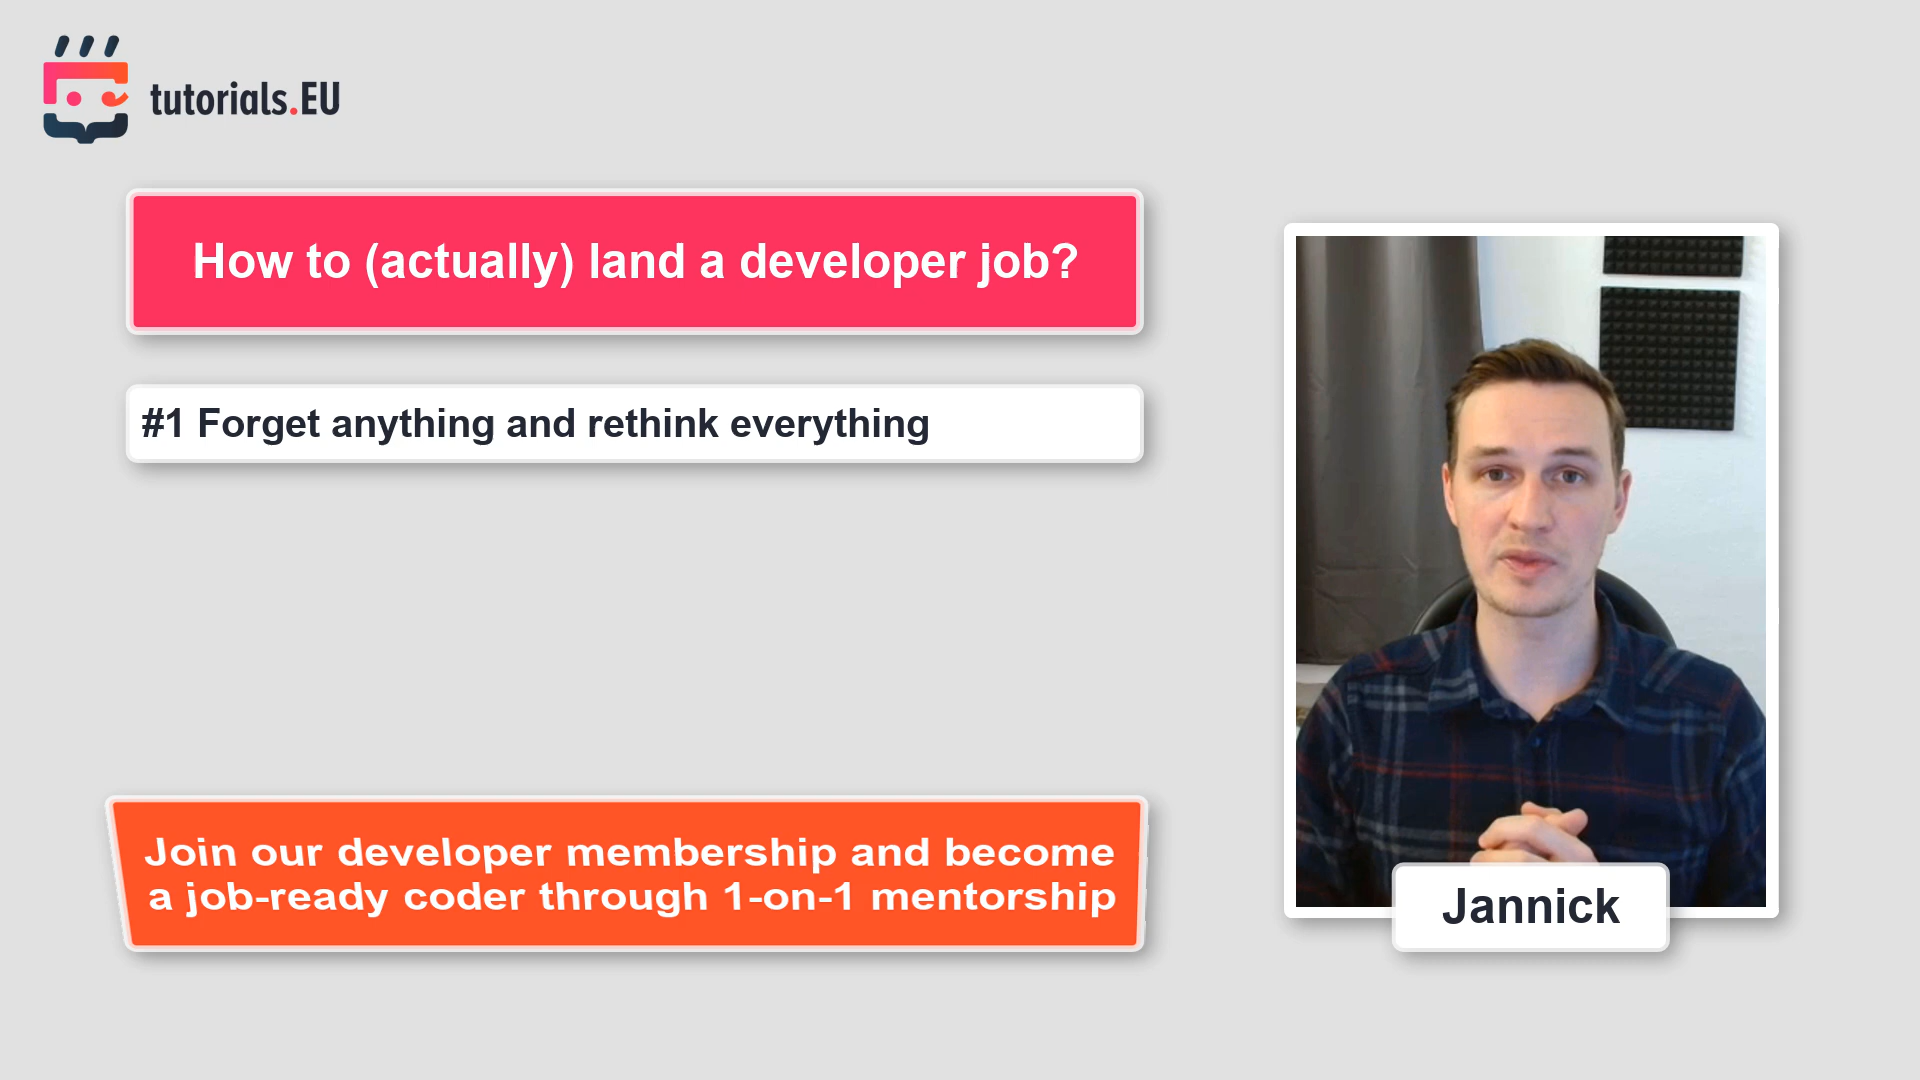 tutorials.EU
How to (actually) land a developer job?
#1 Forget anything and rethink everything
Join our developer membership and become
a job-ready coder through 1-on-1 mentorship
Jannick